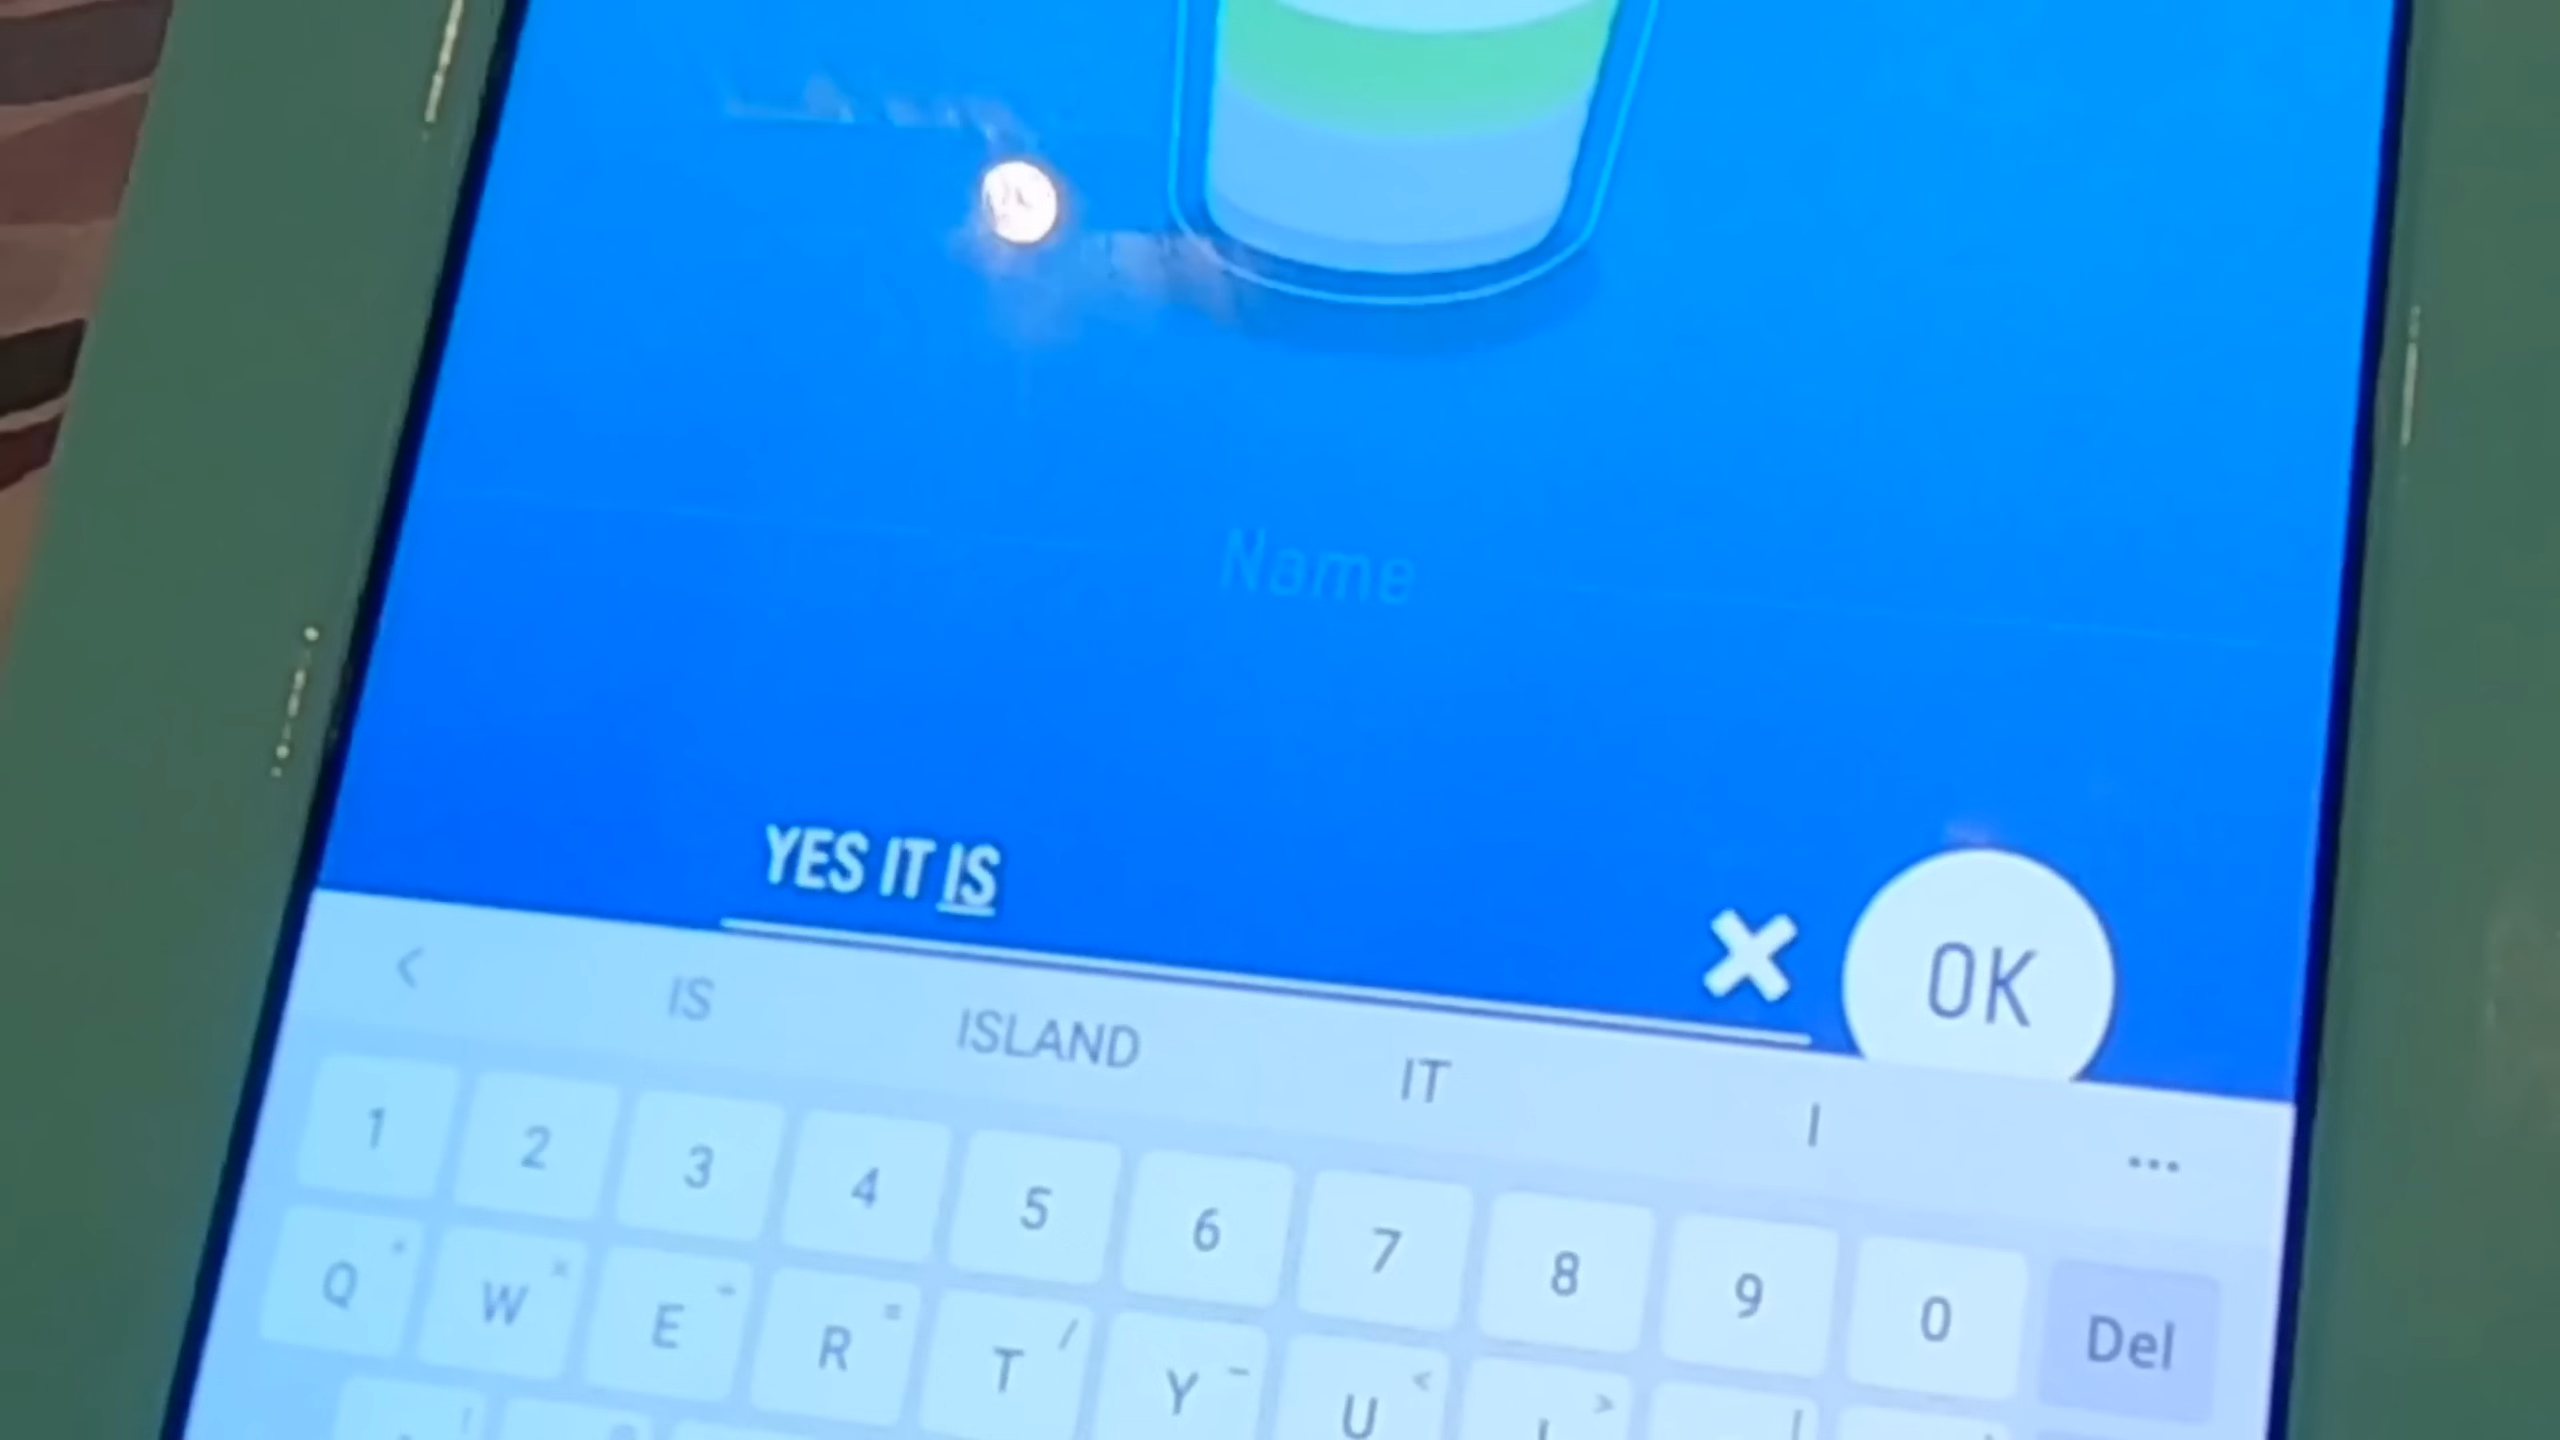 Name
YES IT IS
OK
IS ISLAND IT I ...
1 2 3 4 5 6 7 8 9 0 Del
Q W E R T Y U